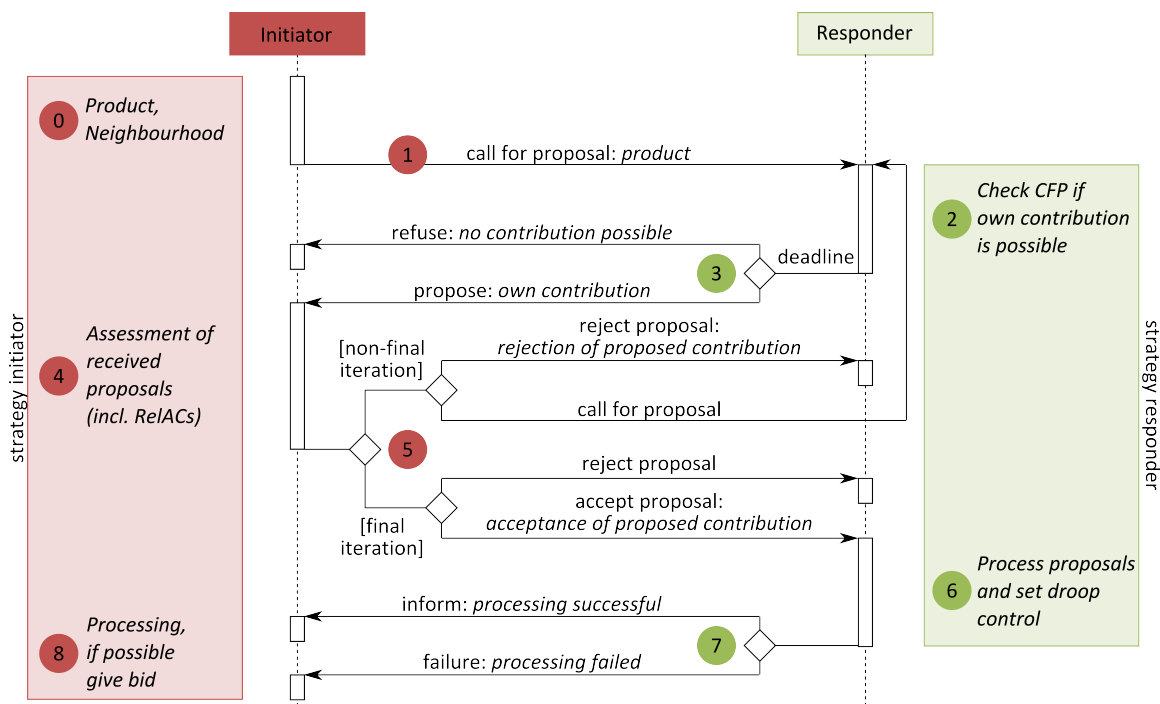 Initiator
Responder
0
Product,
Neighbourhood
1
call for proposal: product
2
Check CFP if
own contribution
is possible
refuse: no contribution possible
3
deadline
propose: own contribution
strategy initiator
4
Assessment of
received
proposals
(incl. RelACs)
[non-final
iteration]
reject proposal:
rejection of proposed contribution
call for proposal
strategy responder
5
reject proposal
[final
iteration]
accept proposal:
acceptance of proposed contribution
6
Process proposals
and set droop
control
inform: processing successful
7
8
Processing,
if possible
give bid
failure: processing failed